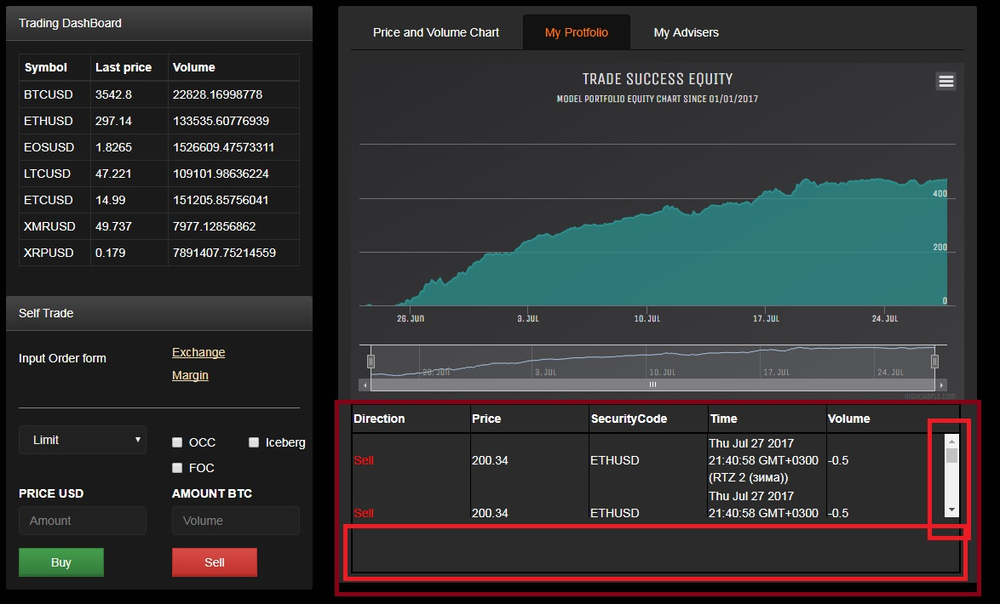 Trading DashBoard
Symbol Last price Volume
BTCUSD 3542.8 22828.16998778
ETHUSD 297.14 133535.60776939
EOSUSD 1.8265 1526609.47573311
LTCUSD 47.221 109101.98636224
ETCUSD 14.99 151205.85756041
XMRUSD 49.737 7977.12856862
XRPUSD 0.179 7891407.75214559
Self Trade
Input Order form
Exchange
Margin
Limit
OCC
Iceberg
FOC
PRICE USD
AMOUNT BTC
Amount
Volume
Buy
Sell
Price and Volume Chart
My Protfolio
My Advisers
TRADE SUCCESS EQUITY
MODEL PORTFOLIO EQUITY CHART SINCE 01/01/2017
400
200
0
26. JUN 3. JUL 10. JUL 17. JUL 24. JUL
26. JUN 3. JUL 10. JUL 17. JUL 24. JUL
HIGHCHARTS.COM
Direction Price SecurityCode Time Volume
Thu Jul 27 2017
Sell 200.34 ETHUSD 21:40:58 GMT+0300 -0.5
(RTZ 2 (зима))
Thu Jul 27 2017
Sell 200.34 ETHUSD 21:40:58 GMT+0300 -0.5